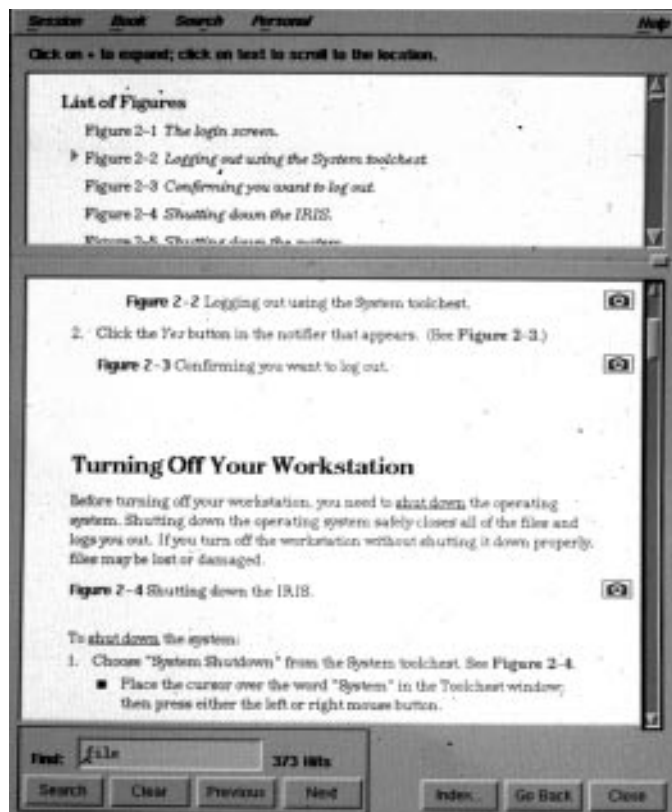 Session Book Search Personal Help
Click on + to expand; click on text to scroll to the location.
List of Figures
Figure 2-1 The login screen.
Figure 2-2 Logging out using the System toolchest.
Figure 2-3 Confirming you want to log out.
Figure 2-4 Shutting down the IRIS.
Figure 2-5 Shutting down the system.
Figure 2-2 Logging out using the System toolchest.
2. Click the Yes button in the notifier that appears. (See Figure 2-3.)
Figure 2-3 Confirming you want to log out.
Turning Off Your Workstation
Before turning off your workstation, you need to shut down the operating
system. Shutting down the operating system safely closes all of the files and
logs you out. If you turn off the workstation without shutting it down properly,
files may be lost or damaged.
Figure 2-4 Shutting down the IRIS.
To shut down the system:
1. Choose "System Shutdown" from the System toolchest. See Figure 2-4.
■ Place the cursor over the word "System" in the Toolchest window;
then press either the left or right mouse button.
Find: file 373 Hits
Search Clear Previous Next Index... Go Back Close